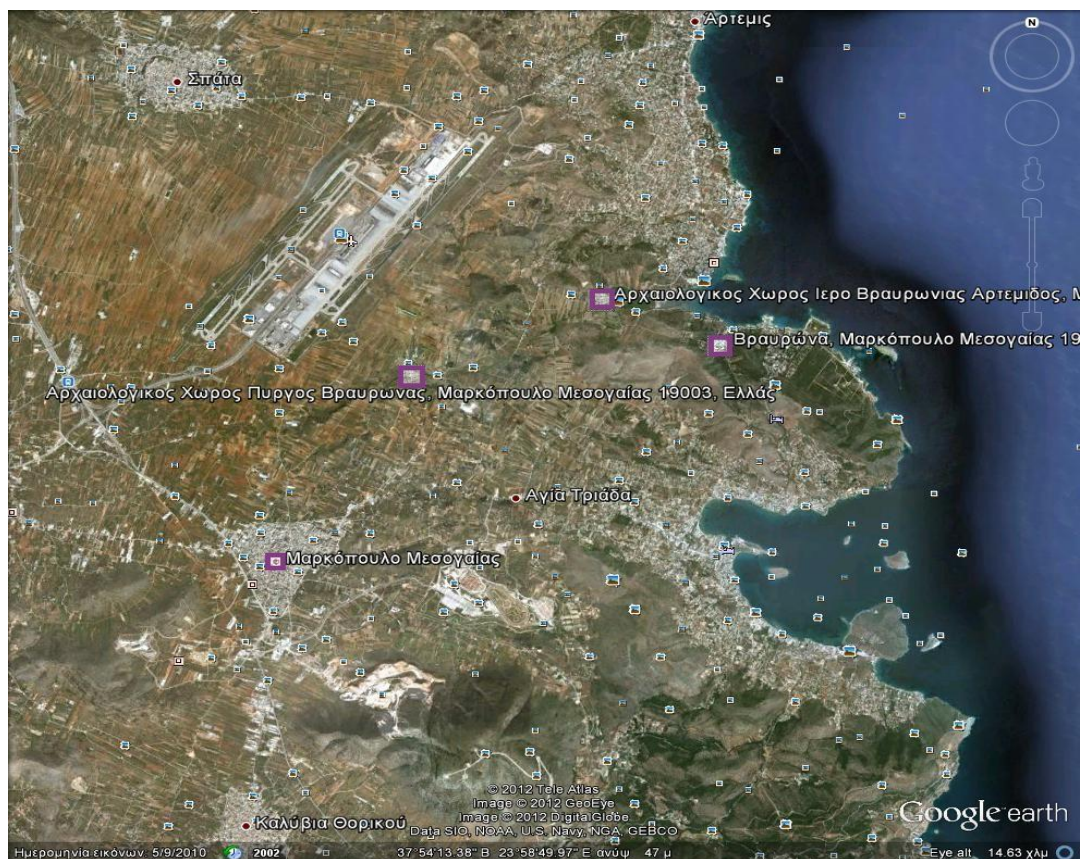 Αρτεμις
N
Σπάτα
Αρχαιολογικος Χωρος Ιερο Βραυρωνιας Αρτεμιδος, Μ
Βραυρώνα, Μαρκόπουλο Μεσογαίας 19
Αρχαιολογικος Χωρος Πυργος Βραυρωνας, Μαρκόπουλο Μεσογαίας 19003, Ελλάς
Αγία Τριάδα
Μαρκόπουλο Μεσογαίας
Καλύβια Θορικού
© 2012 Tele Atlas
Image © 2012 GeoEye
Image © 2012 DigitalGlobe
Data SIO, NOAA, U.S. Navy, NGA, GEBCO
Google earth
Ημερομηνία εικόνων: 5/9/2010 2002 37°54'13.38" Β 23°58'49.97" Ε ανύψ 47 μ Eye alt 14.63 χλμ